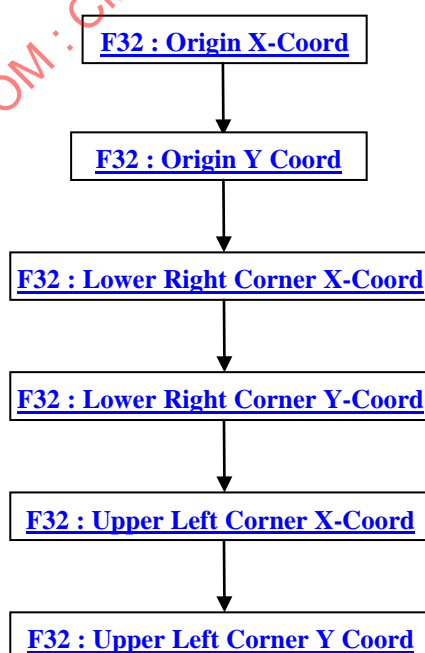 OM :
F32 : Origin X-Coord
F32 : Origin Y Coord
F32 : Lower Right Corner X-Coord
F32 : Lower Right Corner Y-Coord
F32 : Upper Left Corner X-Coord
F32 : Upper Left Corner Y Coord